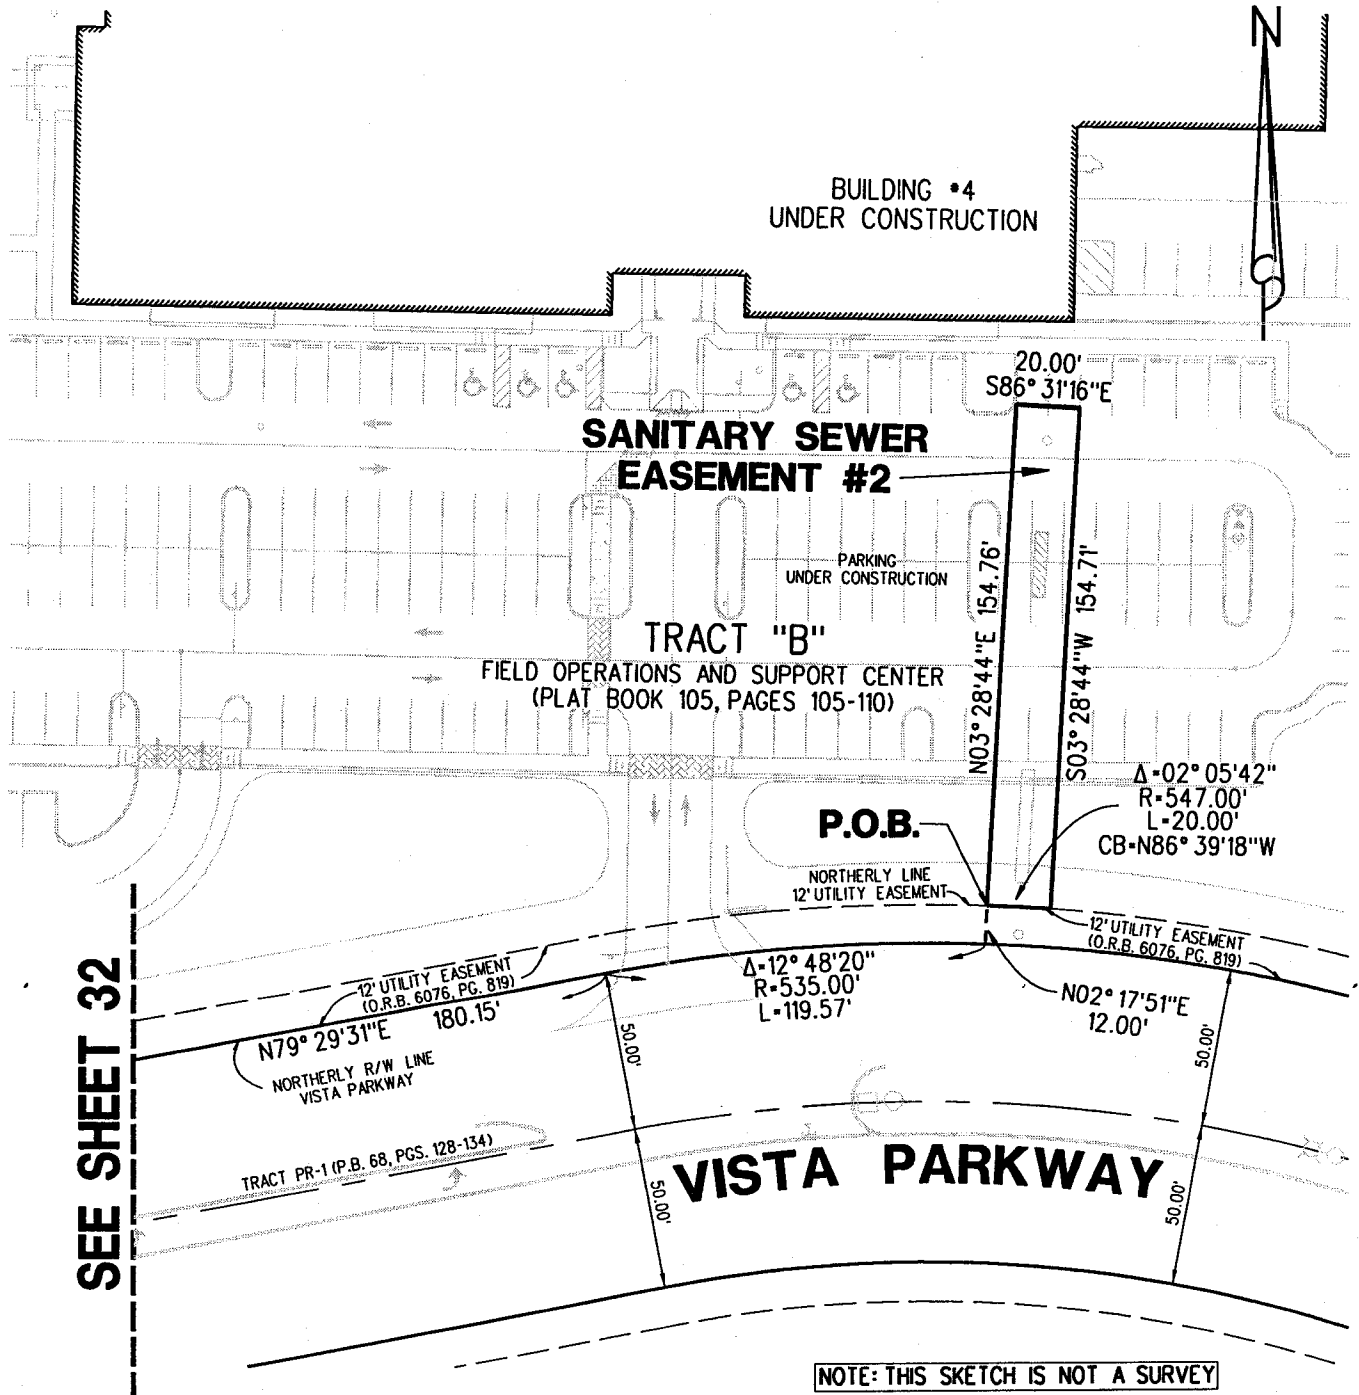 N
BUILDING #4
UNDER CONSTRUCTION
20.00'
S86° 31'16"E
SANITARY SEWER
EASEMENT #2
PARKING
UNDER CONSTRUCTION
N03° 28'44"E 154.76'
S03° 28'44"W 154.71'
TRACT "B"
FIELD OPERATIONS AND SUPPORT CENTER
(PLAT BOOK 105, PAGES 105-110)
Δ=02° 05'42"
R=547.00'
L=20.00'
CB=N86° 39'18"W
P.O.B.
NORTHERLY LINE
12' UTILITY EASEMENT
12' UTILITY EASEMENT
(O.R.B. 6076, PG. 819)
12' UTILITY EASEMENT
(O.R.B. 6076, PG. 819)
Δ=12° 48'20"
R=535.00'
L=119.57'
N02° 17'51"E
12.00'
N79° 29'31"E 180.15'
NORTHERLY R/W LINE
VISTA PARKWAY
50.00'
50.00'
TRACT PR-1 (P.B. 68, PGS. 128-134)
VISTA PARKWAY
50.00'
50.00'
SEE SHEET 32
NOTE: THIS SKETCH IS NOT A SURVEY